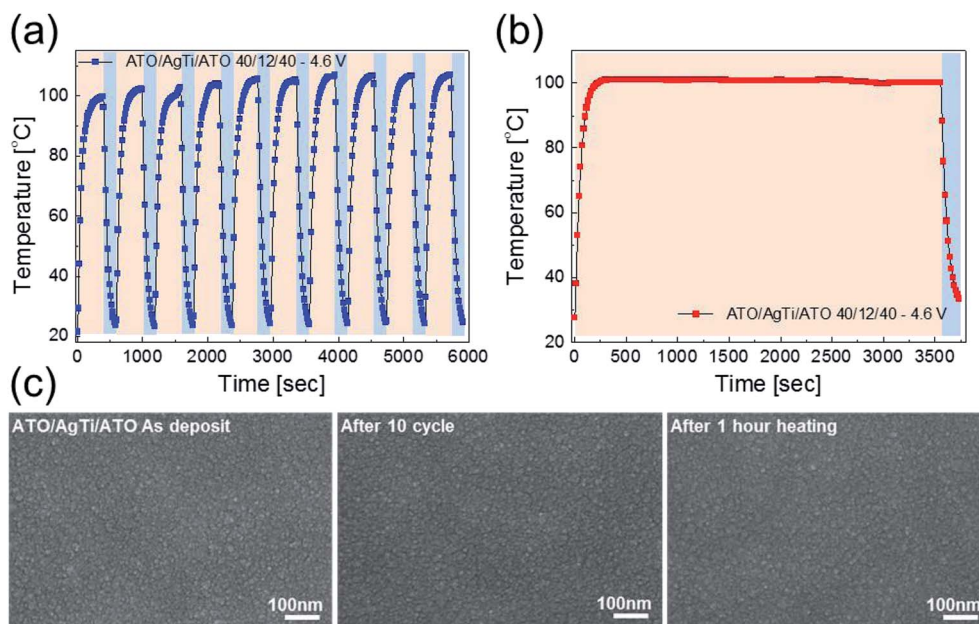 (a)
(b)
ATO/AgTi/ATO 40/12/40 - 4.6 V
100
80
60
40
20
Temperature [°C]
0
1000
2000
3000
4000
5000
6000
Time [sec]
100
80
60
40
20
Temperature [°C]
ATO/AgTi/ATO 40/12/40 - 4.6 V
0
500
1000
1500
2000
2500
3000
3500
Time [sec]
(c)
ATO/AgTi/ATO As deposit
100nm
After 10 cycle
100nm
After 1 hour heating
100nm